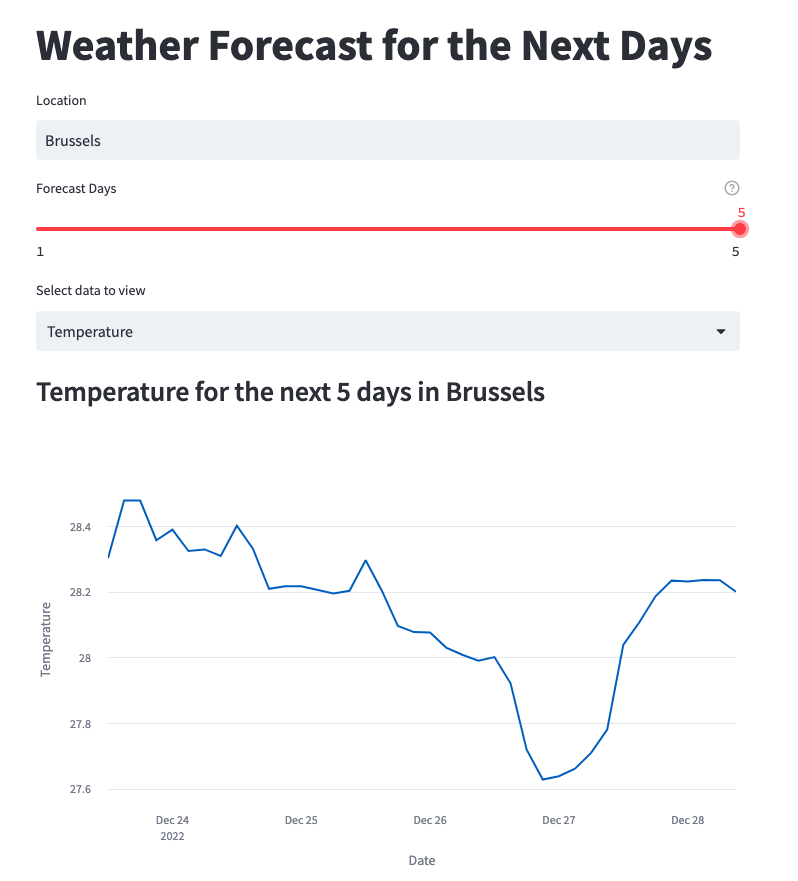 Weather Forecast for the Next Days
Location
Brussels
Forecast Days
5
1 5
Select data to view
Temperature
Temperature for the next 5 days in Brussels
28.4
28.2
28
27.8
27.6
Temperature
Dec 24 Dec 25 Dec 26 Dec 27 Dec 28
2022
Date